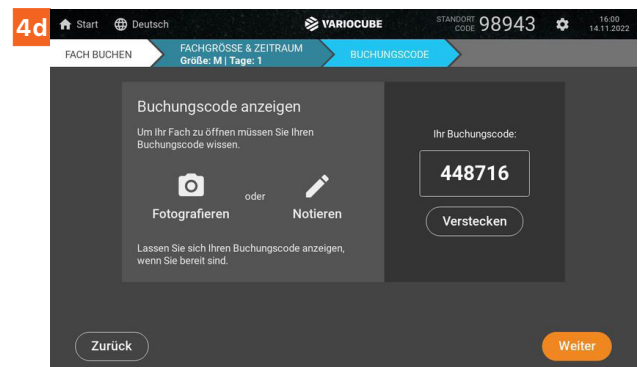 4d
Start Deutsch VARIOCUBE STANDORT CODE 98943 16:00 14.11.2022
FACH BUCHEN
FACHGRÖSSE & ZEITRAUM
Größe: M | Tage: 1
BUCHUNGSCODE
Buchungscode anzeigen
Um Ihr Fach zu öffnen müssen Sie Ihren
Buchungscode wissen.
oder
Fotografieren Notieren
Lassen Sie sich Ihren Buchungscode anzeigen,
wenn Sie bereit sind.
Ihr Buchungscode:
448716
Verstecken
Zurück Weiter